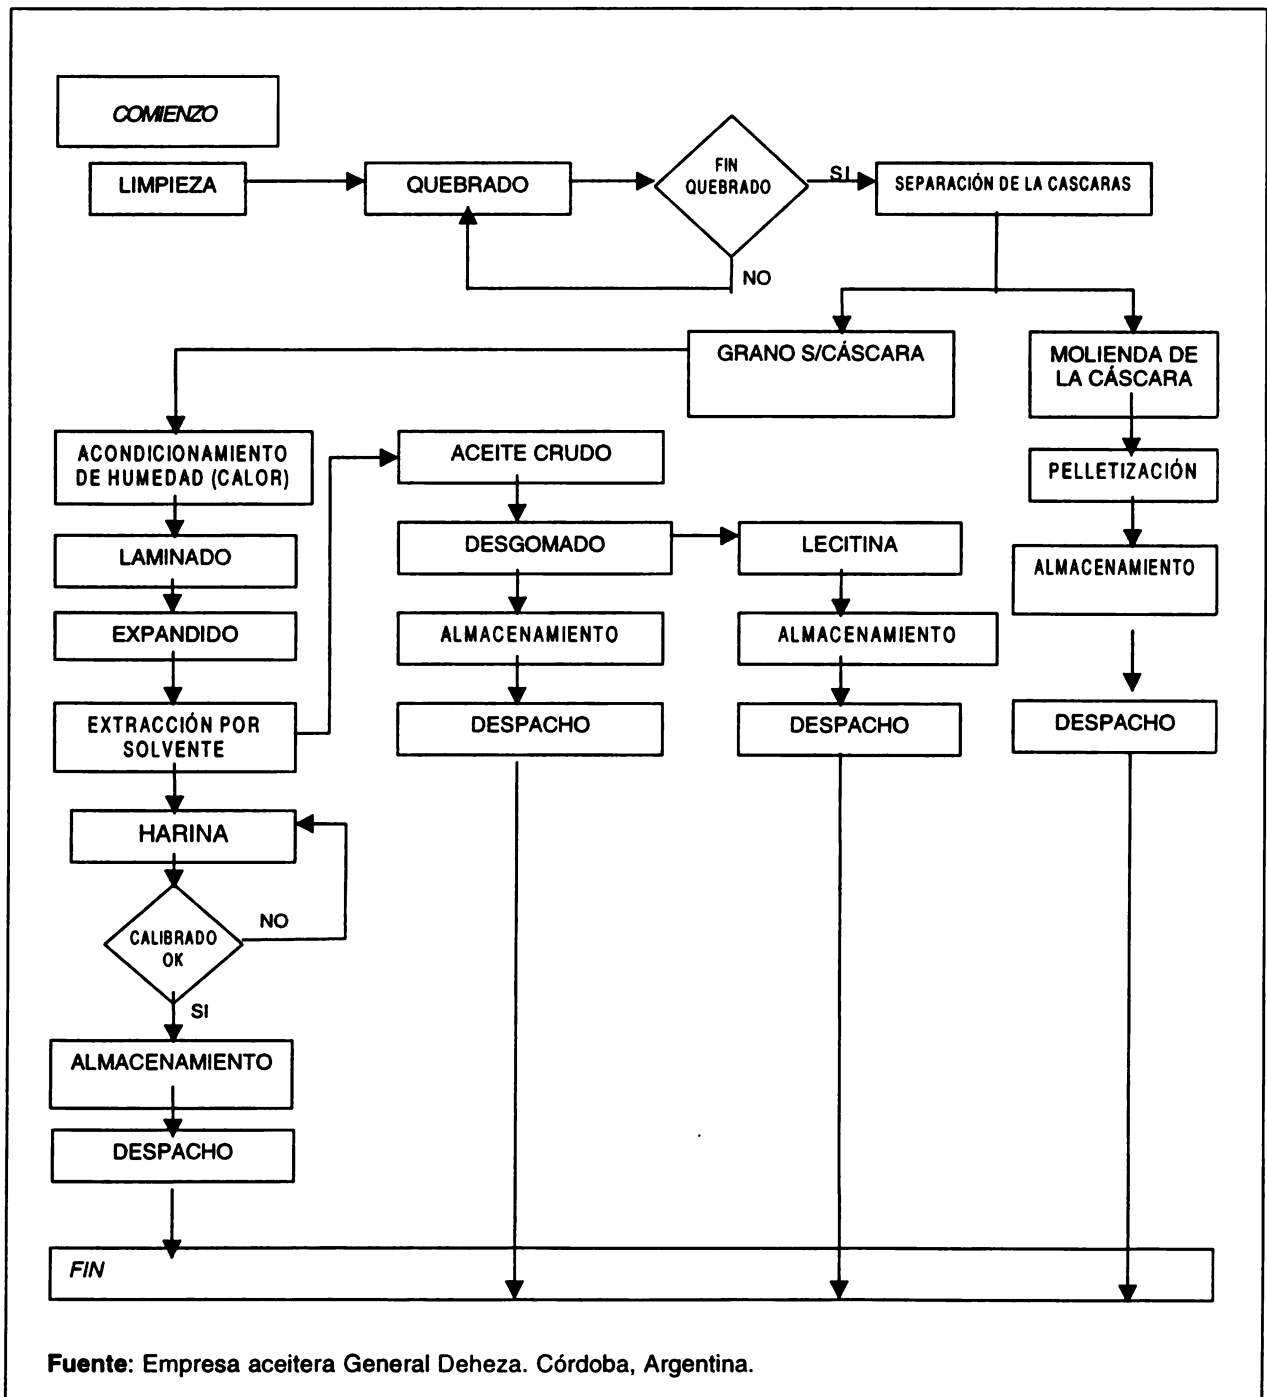 COMIENZO
LIMPIEZA
QUEBRADO
FIN
QUEBRADO
SI
SEPARACIÓN DE LA CASCARAS
NO
GRANO S/CÁSCARA
MOLIENDA DE
LA CÁSCARA
ACONDICIONAMIENTO
DE HUMEDAD (CALOR)
ACEITE CRUDO
PELLETIZACIÓN
LAMINADO
DESGOMADO
LECITINA
ALMACENAMIENTO
EXPANDIDO
ALMACENAMIENTO
ALMACENAMIENTO
EXTRACCIÓN POR
SOLVENTE
DESPACHO
DESPACHO
DESPACHO
HARINA
CALIBRADO
OK
NO
SI
ALMACENAMIENTO
DESPACHO
FIN
Fuente: Empresa aceitera General Deheza. Córdoba, Argentina.